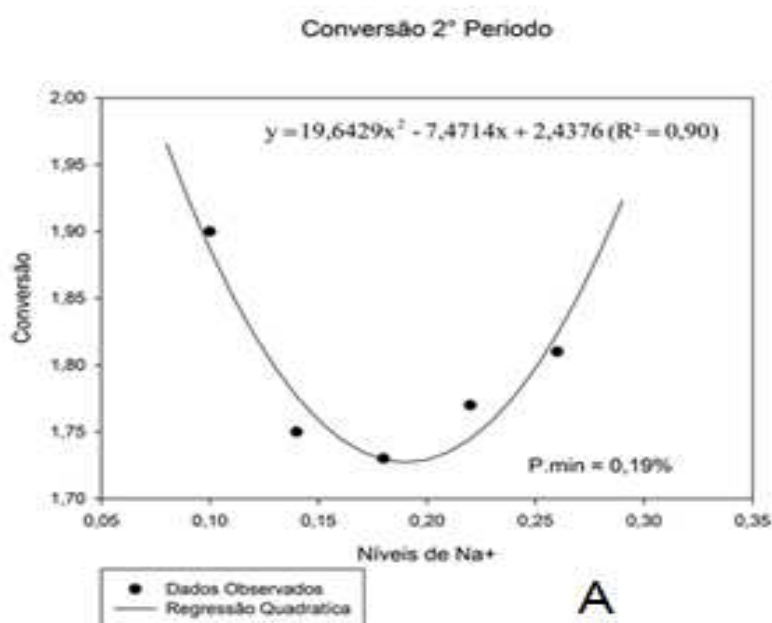 Conversão 2° Periodo
2,00
y = 19,6429x² - 7,4714x + 2,4376 (R² = 0,90)
1,95
1,90
1,85
Conversão
1,80
1,75
P.min = 0,19%
1,70
0,05 0,10 0,15 0,20 0,25 0,30 0,35
Níveis de Na+
Dados Observados
Regressão Quadratica
A